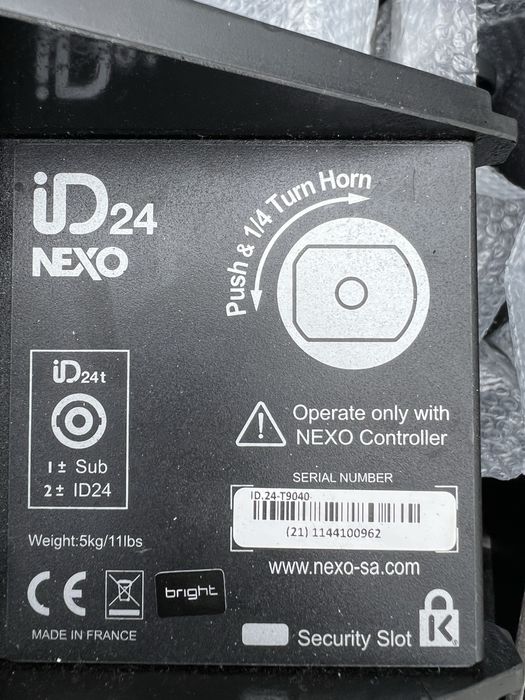 iD24
NEXO
Push & 1/4 Turn Horn
iD24t
1 ± Sub
2 ± ID24
Operate only with
NEXO Controller
SERIAL NUMBER
ID.24-T9040
(21) 1144100962
Weight:5kg/11lbs
www.nexo-sa.com
CE
bright
MADE IN FRANCE
Security Slot
K